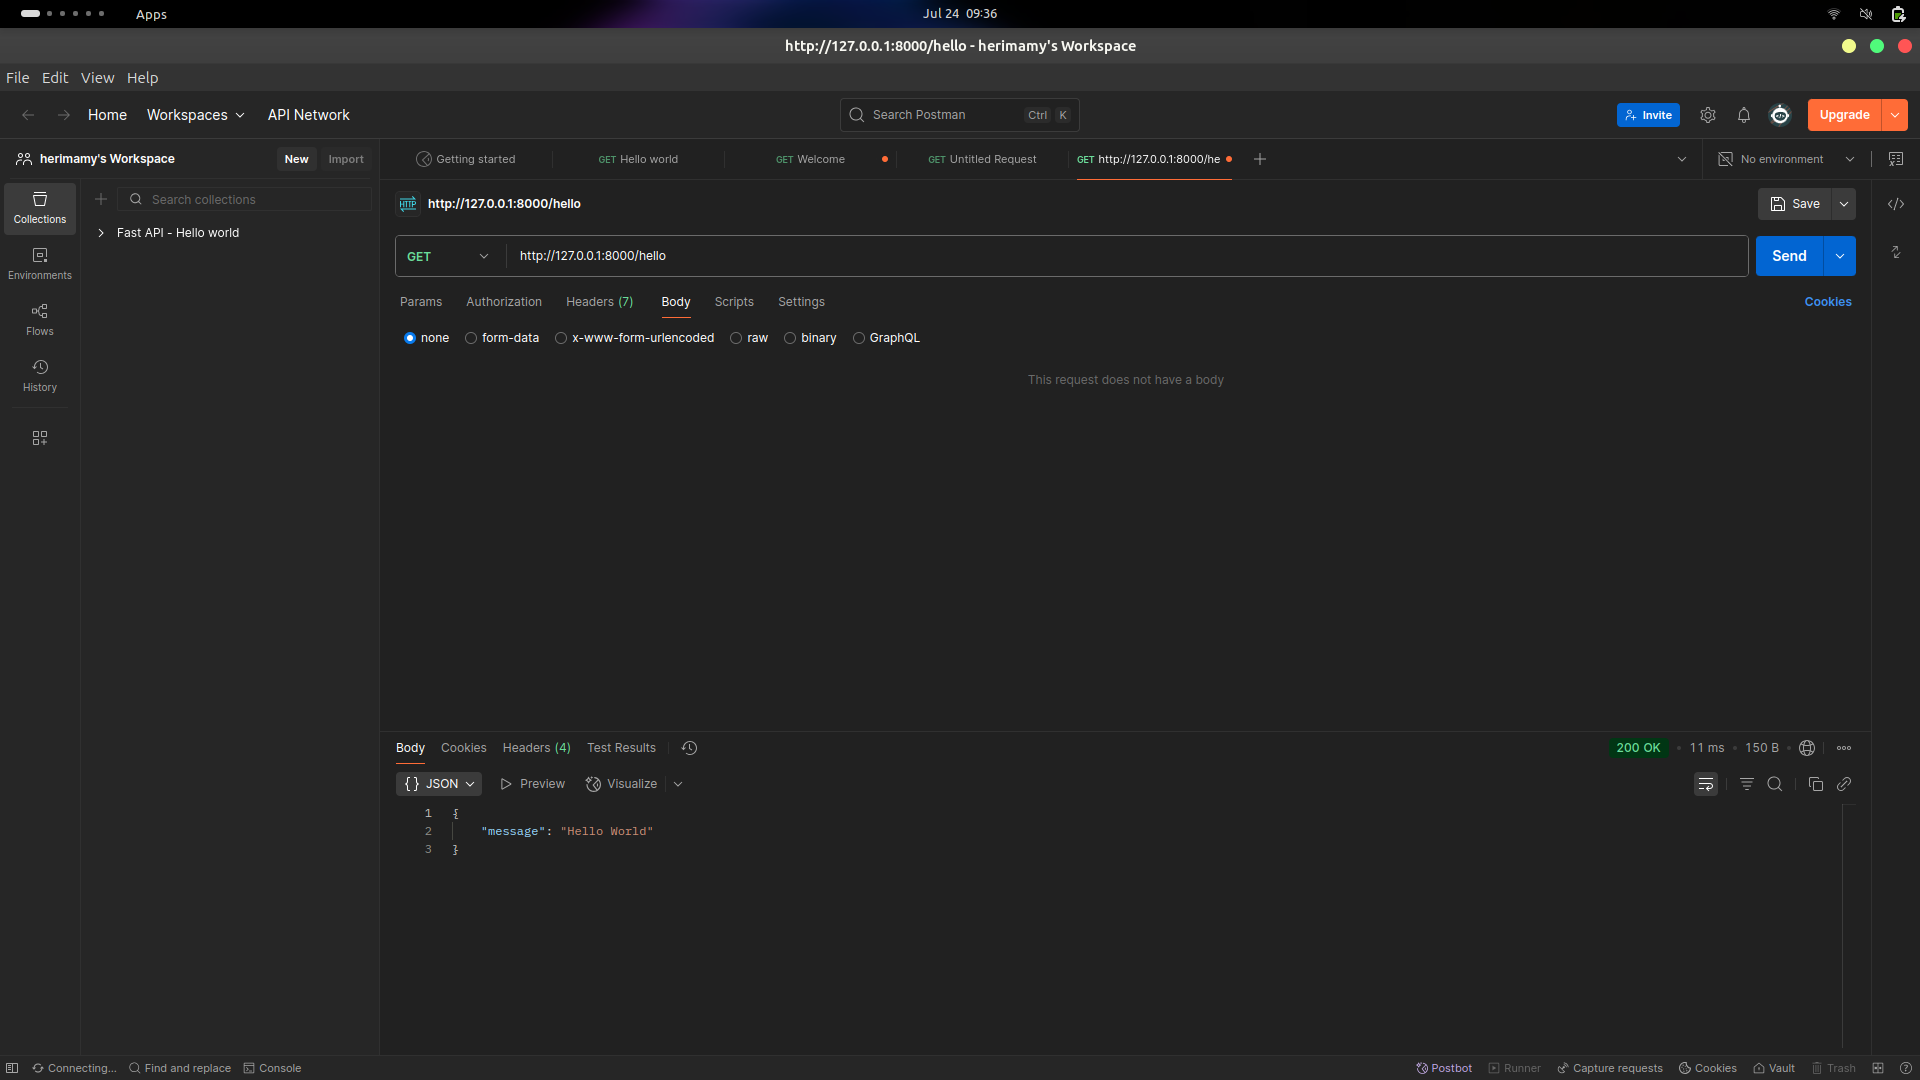 Apps
Jul 24 09:36
http://127.0.0.1:8000/hello - herimamy's Workspace
File Edit View Help
Home Workspaces API Network
Search Postman Ctrl K
Invite
Upgrade
herimamy's Workspace New Import
Getting started
GET Hello world
GET Welcome
GET Untitled Request
GET http://127.0.0.1:8000/he
No environment
Collections
Environments
Flows
History
Search collections
Fast API - Hello world
HTTP http://127.0.0.1:8000/hello
Save
GET http://127.0.0.1:8000/hello
Send
Params Authorization Headers (7) Body Scripts Settings Cookies
none form-data x-www-form-urlencoded raw binary GraphQL
This request does not have a body
Body Cookies Headers (4) Test Results
200 OK • 11 ms • 150 B
{} JSON Preview Visualize
1 {
2 "message": "Hello World"
3 }
Connecting... Find and replace Console
Postbot Runner Capture requests Cookies Vault Trash